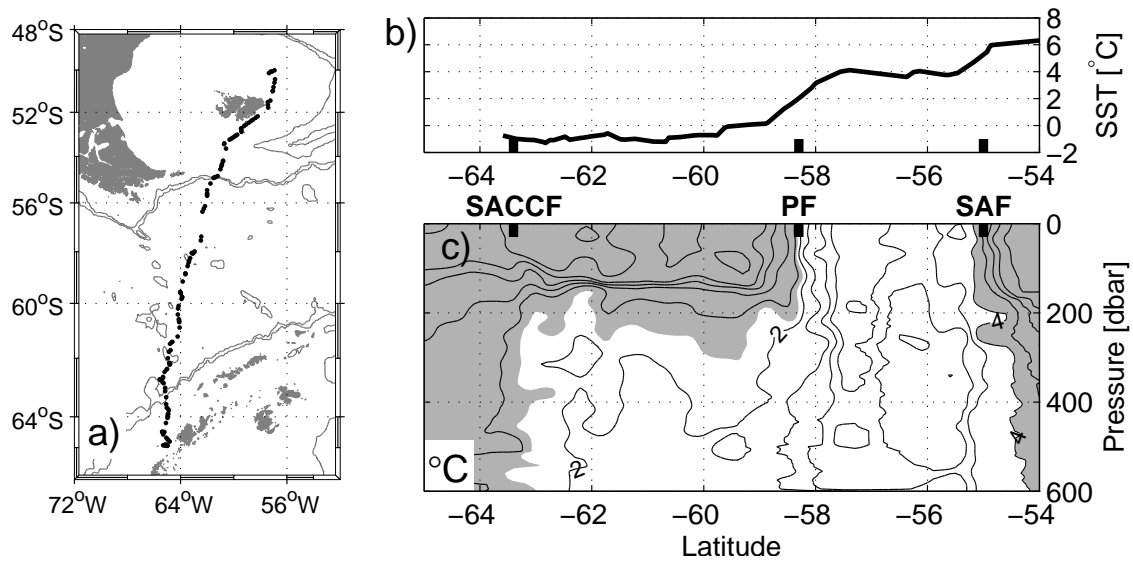 48°S
52°S
56°S
60°S
64°S
72°W
64°W
56°W
a)
b)
8
6
4
2
0
−2
SST [°C]
−64
−62
−60
−58
−56
−54
SACCF
PF
SAF
c)
0
200
400
600
Pressure [dbar]
2
2
4
4
°C
−64
−62
−60
−58
−56
−54
Latitude